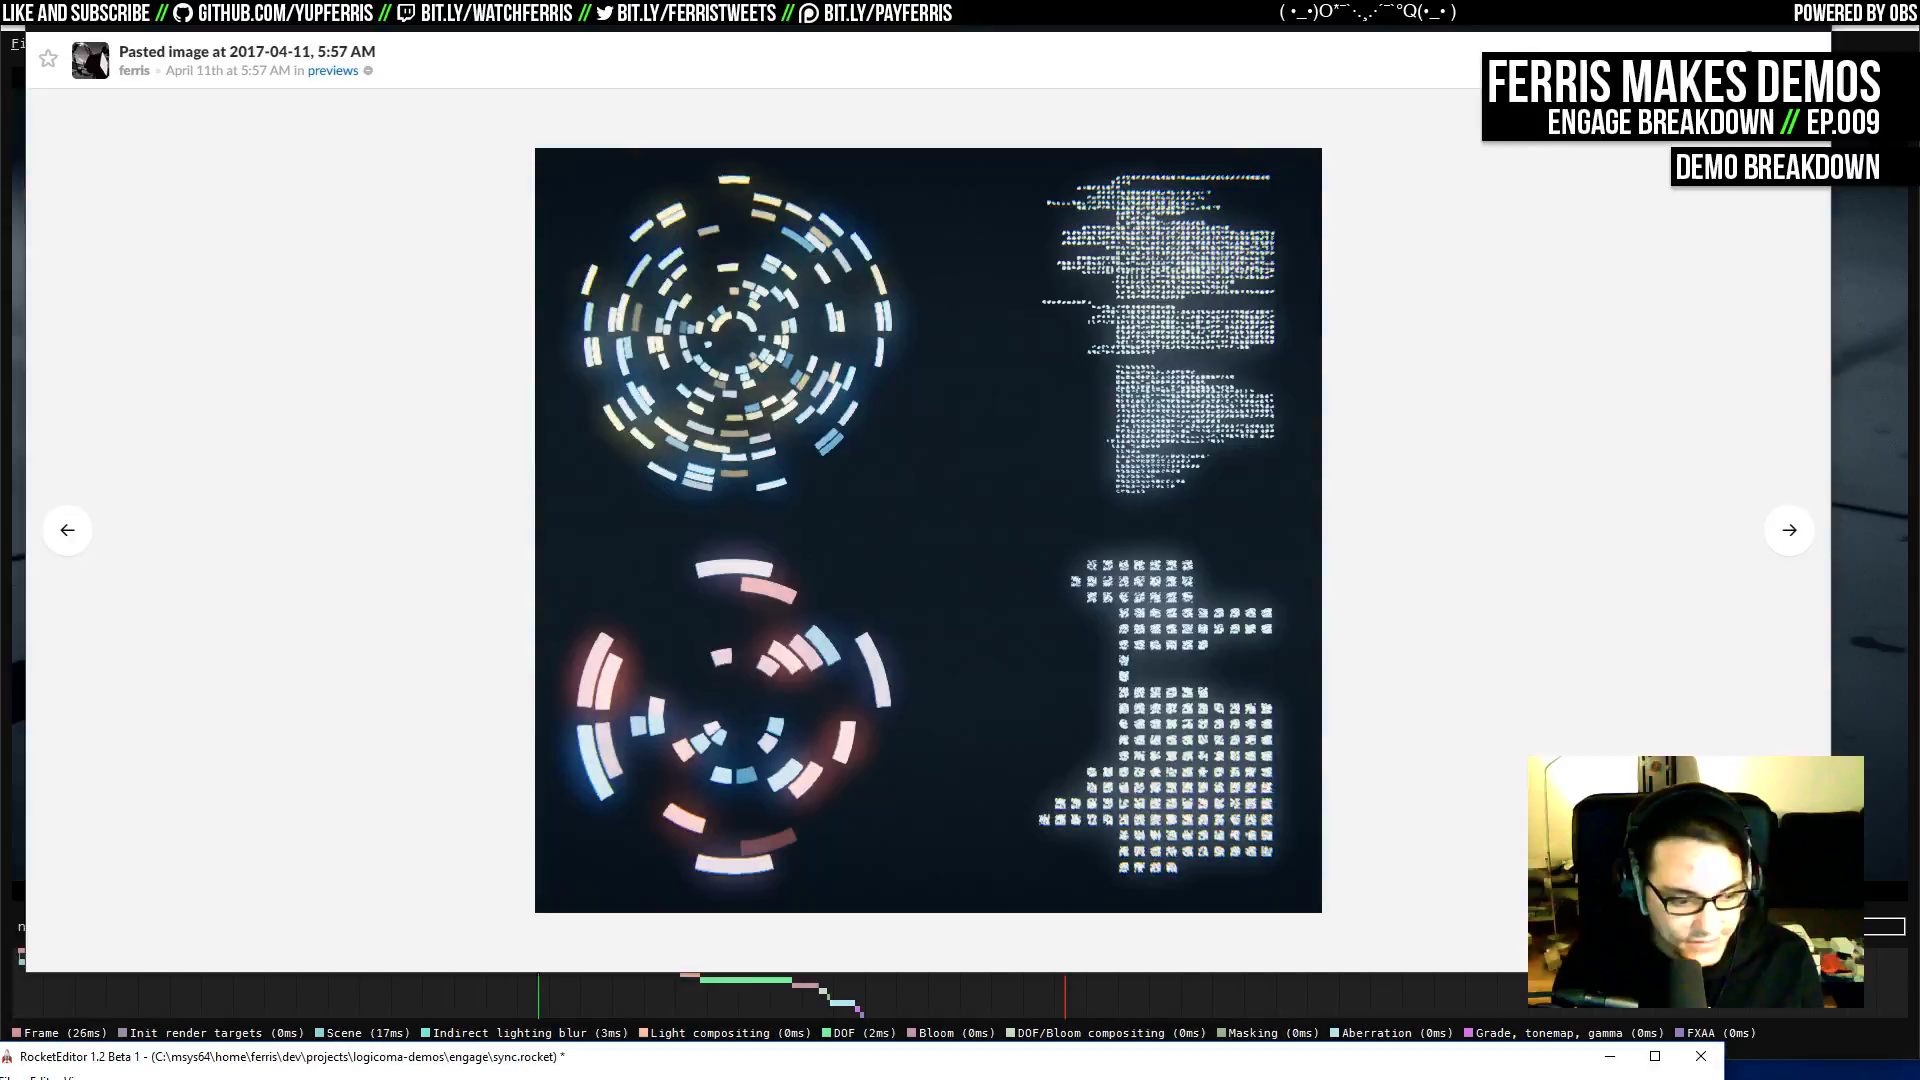 LIKE AND SUBSCRIBE // GITHUB.COM/YUPFERRIS // BIT.LY/WATCHFERRIS // BIT.LY/FERRISTWEETS // BIT.LY/PAYFERRIS
POWERED BY OBS
Pasted image at 2017-04-11, 5:57 AM
ferris April 11th at 5:57 AM in previews
FERRIS MAKES DEMOS
ENGAGE BREAKDOWN // EP.009
DEMO BREAKDOWN
Frame (26ms) Init render targets (0ms) Scene (17ms) Indirect lighting blur (3ms) Light compositing (0ms) DOF (2ms) Bloom (0ms) DOF/Bloom compositing (0ms) Masking (0ms) Aberration (0ms) Grade, tonemap, gamma (0ms) FXAA (0ms)
RocketEditor 1.2 Beta 1 - (C:\msys64\home\ferris\dev\projects\logicoma-demos\engage\sync.rocket) *